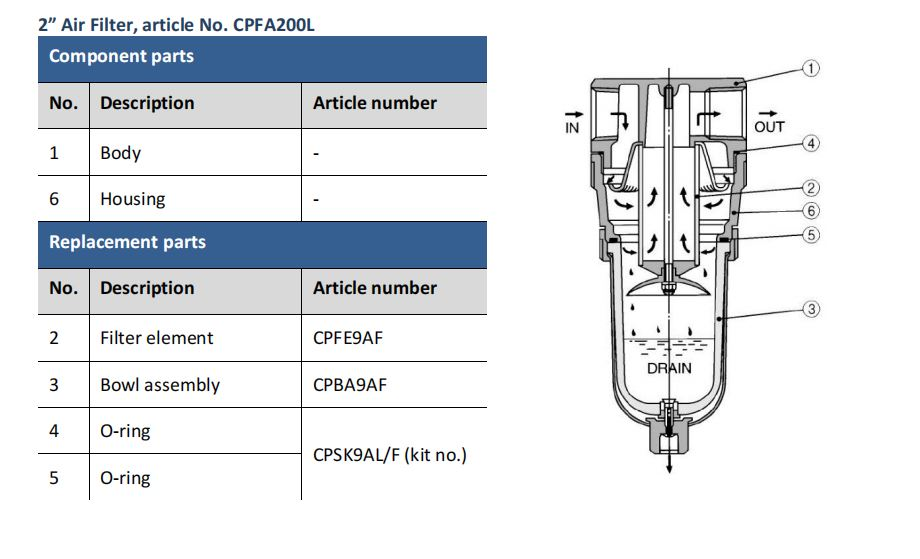 2” Air Filter, article No. CPFA200L
Component parts
No. Description Article number
1 Body -
6 Housing -
Replacement parts
No. Description Article number
2 Filter element CPFE9AF
3 Bowl assembly CPBA9AF
4 O-ring
CPSK9AL/F (kit no.)
5 O-ring
1
IN
OUT
4
2
6
5
3
DRAIN